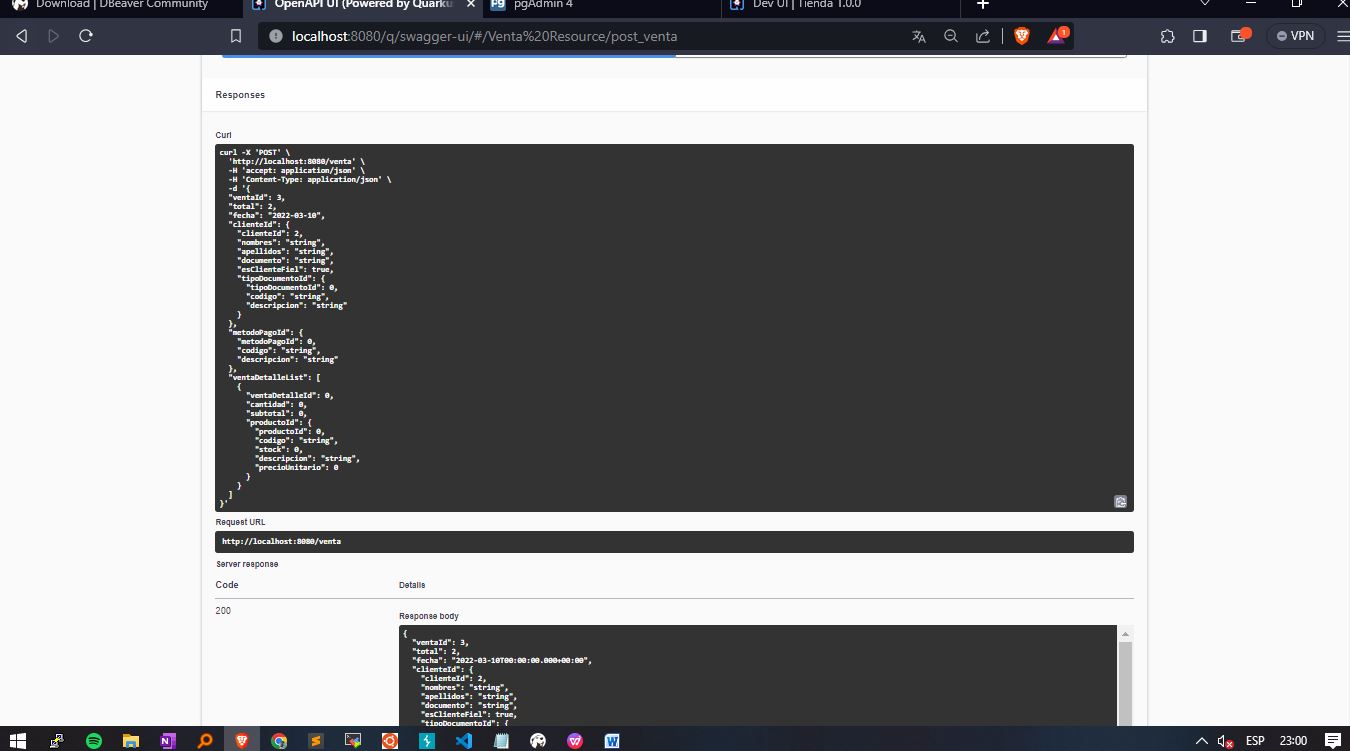 Download | DBeaver Community
OpenAPI UI (Powered by Quarku
pgAdmin 4
Dev UI | Tienda 1.0.0
localhost:8080/q/swagger-ui/#/Venta%20Resource/post_venta
1
VPN
Responses
Curl
curl -X 'POST' \
'http://localhost:8080/venta' \
-H 'accept: application/json' \
-H 'Content-Type: application/json' \
-d '{
"ventaId": 3,
"total": 2,
"fecha": "2022-03-10",
"clienteId": {
"clienteId": 2,
"nombres": "string",
"apellidos": "string",
"documento": "string",
"esClienteFiel": true,
"tipoDocumentoId": {
"tipoDocumentoId": 0,
"codigo": "string",
"descripcion": "string"
}
},
"metodoPagoId": {
"metodoPagoId": 0,
"codigo": "string",
"descripcion": "string"
},
"ventaDetalleList": [
{
"ventaDetalleId": 0,
"cantidad": 0,
"subtotal": 0,
"productoId": {
"productoId": 0,
"codigo": "string",
"stock": 0,
"descripcion": "string",
"precioUnitario": 0
}
}
]
}'
Request URL
http://localhost:8080/venta
Server response
Code
Details
200
Response body
{
"ventaId": 3,
"total": 2,
"fecha": "2022-03-10T00:00:00.000+00:00",
"clienteId": {
"clienteId": 2,
"nombres": "string",
"apellidos": "string",
"documento": "string",
"esClienteFiel": true,
"tipoDocumentoId": {
ESP
23:00